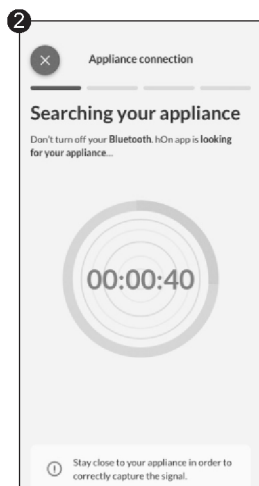 2
Appliance connection
Searching your appliance
Don't turn off your Bluetooth. hOn app is looking
for your appliance...
00:00:40
Stay close to your appliance in order to
correctly capture the signal.